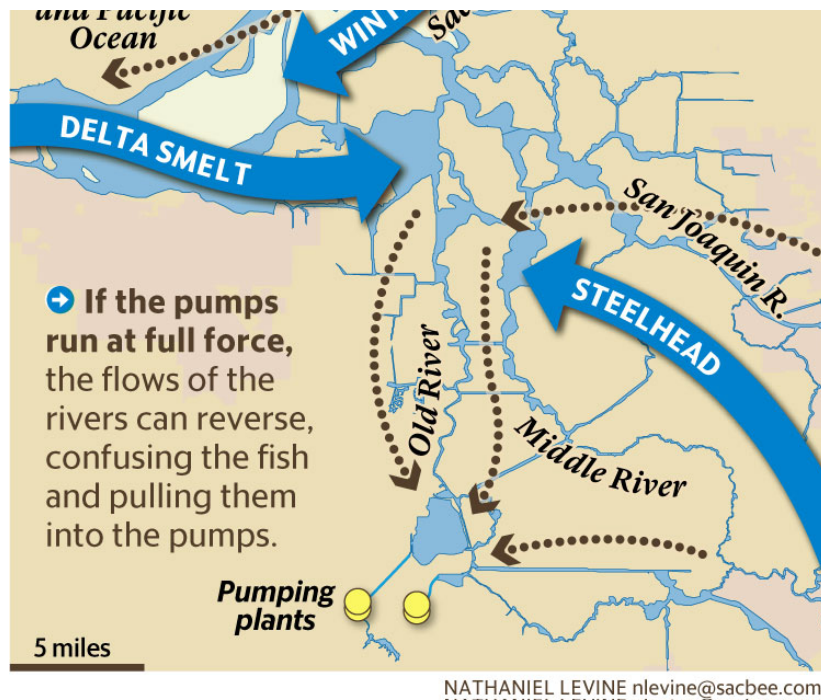 and Pacific
Ocean
WINT
Sac
DELTA SMELT
San Joaquin R.
STEELHEAD
If the pumps
run at full force,
the flows of the
rivers can reverse,
confusing the fish
and pulling them
into the pumps.
Old River
Middle River
Pumping
plants
5 miles
NATHANIEL LEVINE nlevine@sacbee.com